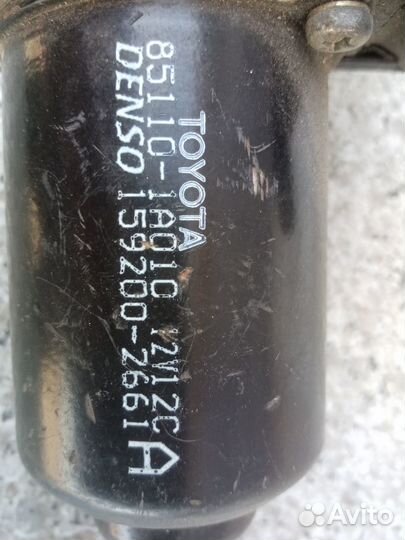 TOYOTA
85110-1A010 12V12C
DENSO 159200-2661 A
Avito